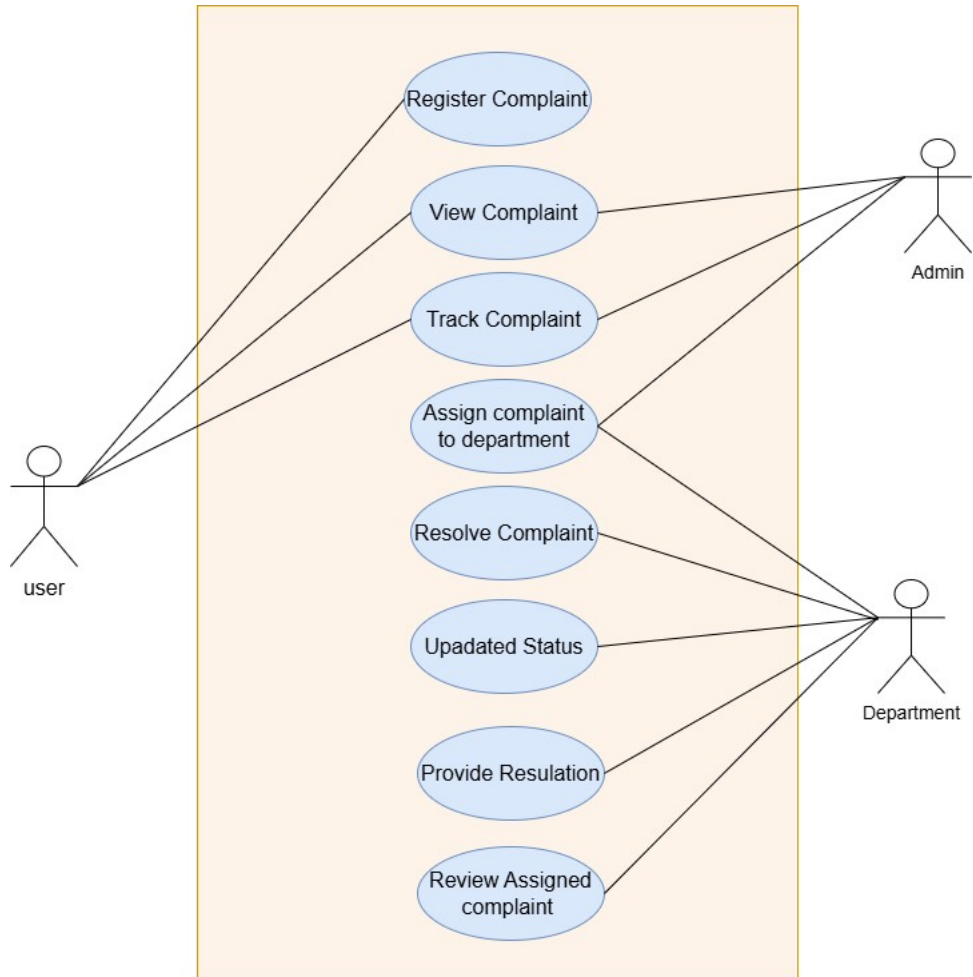 Register Complaint
View Complaint
Admin
Track Complaint
Assign complaint
to department
Resolve Complaint
user
Upadated Status
Department
Provide Resulation
Review Assigned
complaint